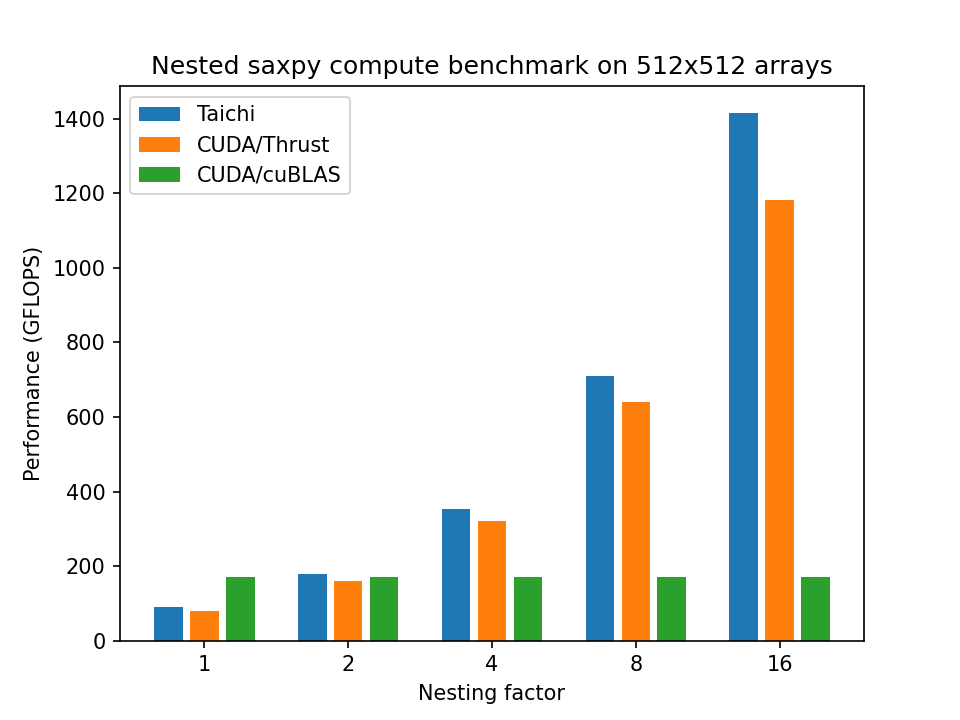 Nested saxpy compute benchmark on 512x512 arrays
Taichi
CUDA/Thrust
CUDA/cuBLAS
Performance (GFLOPS)
1400
1200
1000
800
600
400
200
0
1 2 4 8 16
Nesting factor